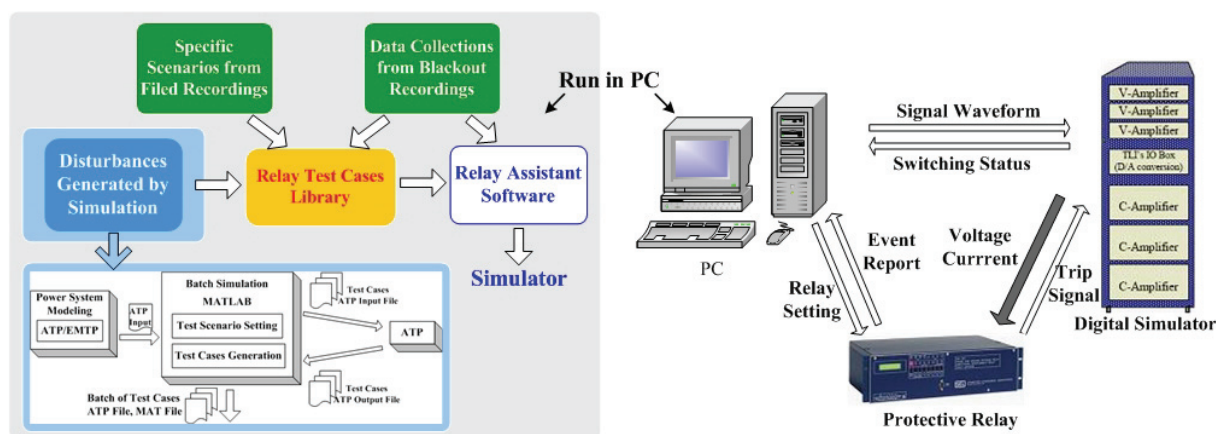 Specific
Scenarios from
Filed Recordings
Data Collections
from Blackout
Recordings
Disturbances
Generated by
Simulation
Relay Test Cases
Library
Relay Assistant
Software
Simulator
Power System
Modeling
ATP/EMTP
ATP
Input
Batch Simulation
MATLAB
Test Scenario Setting
Test Cases Generation
Test Cases
ATP Input File
ATP
Test Cases
ATP Output File
Batch of Test Cases
ATP File, MAT File
Run in PC
PC
Signal Waveform
Switching Status
Event
Report
Relay
Setting
Voltage
Currrent
Trip
Signal
V-Amplifier
V-Amplifier
V-Amplifier
TLI's IO Box
(D/A conversion)
C-Amplifier
C-Amplifier
C-Amplifier
Digital Simulator
Protective Relay